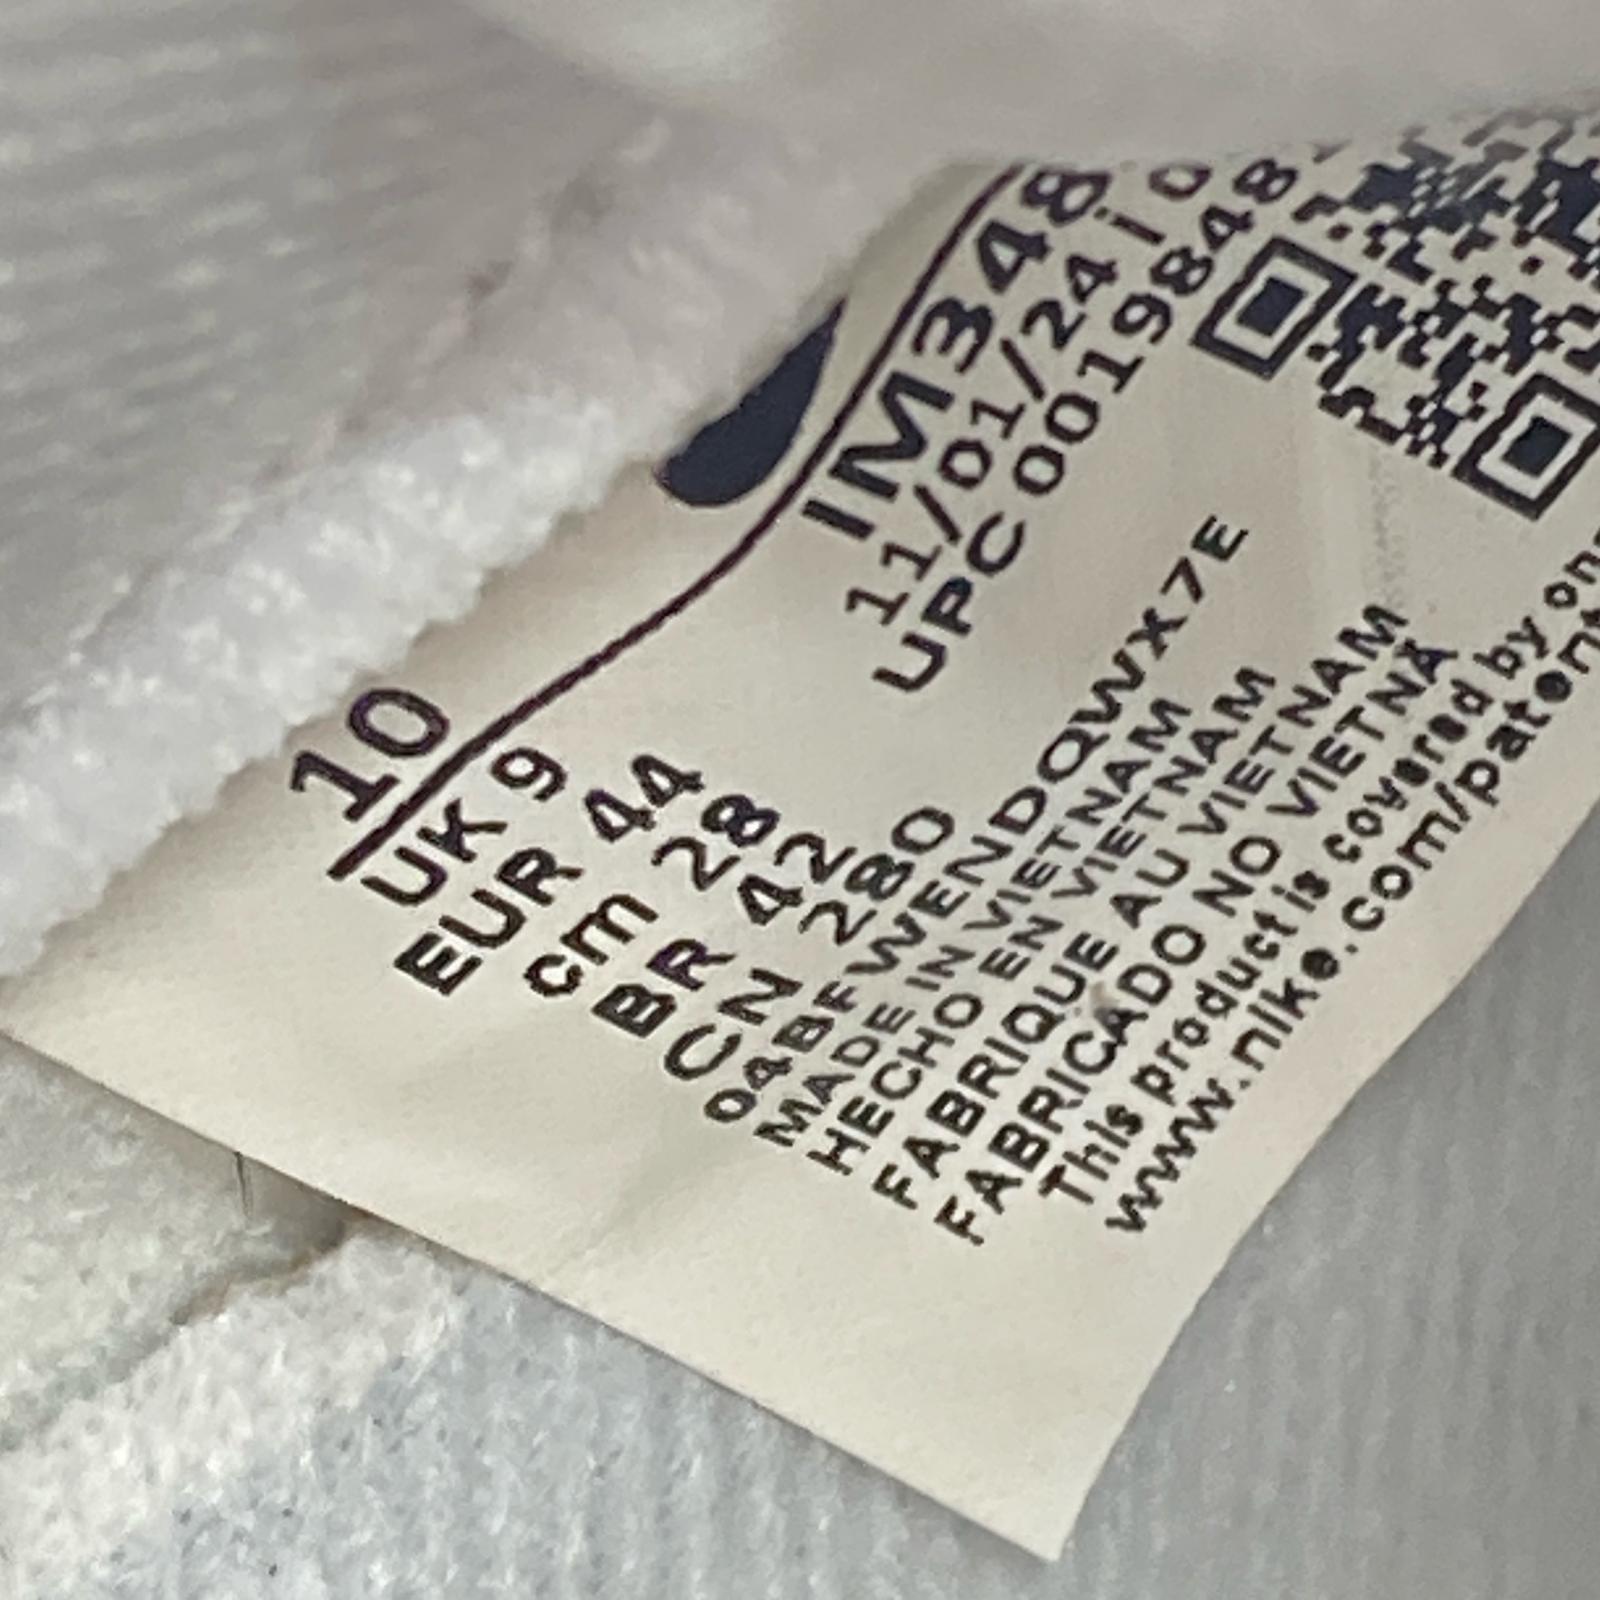 10
UK 9
EUR 44
cm 28
BR 42
CN 280
IM348
11/01/24 | 0
UPC 0019848
04BFWENDQWX7E
MADE IN VIETNAM
HECHO EN VIETNAM
FABRIQUE AU VIETNAM
FABRICADO NO VIETNÃ
This product is covered by
www.nike.com/patent